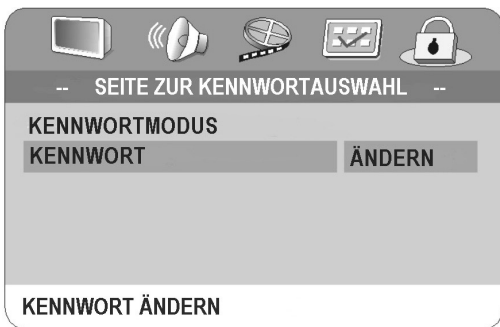 -- SEITE ZUR KENNWORTAUSWAHL --
KENNWORTMODUS
KENNWORT ÄNDERN
KENNWORT ÄNDERN